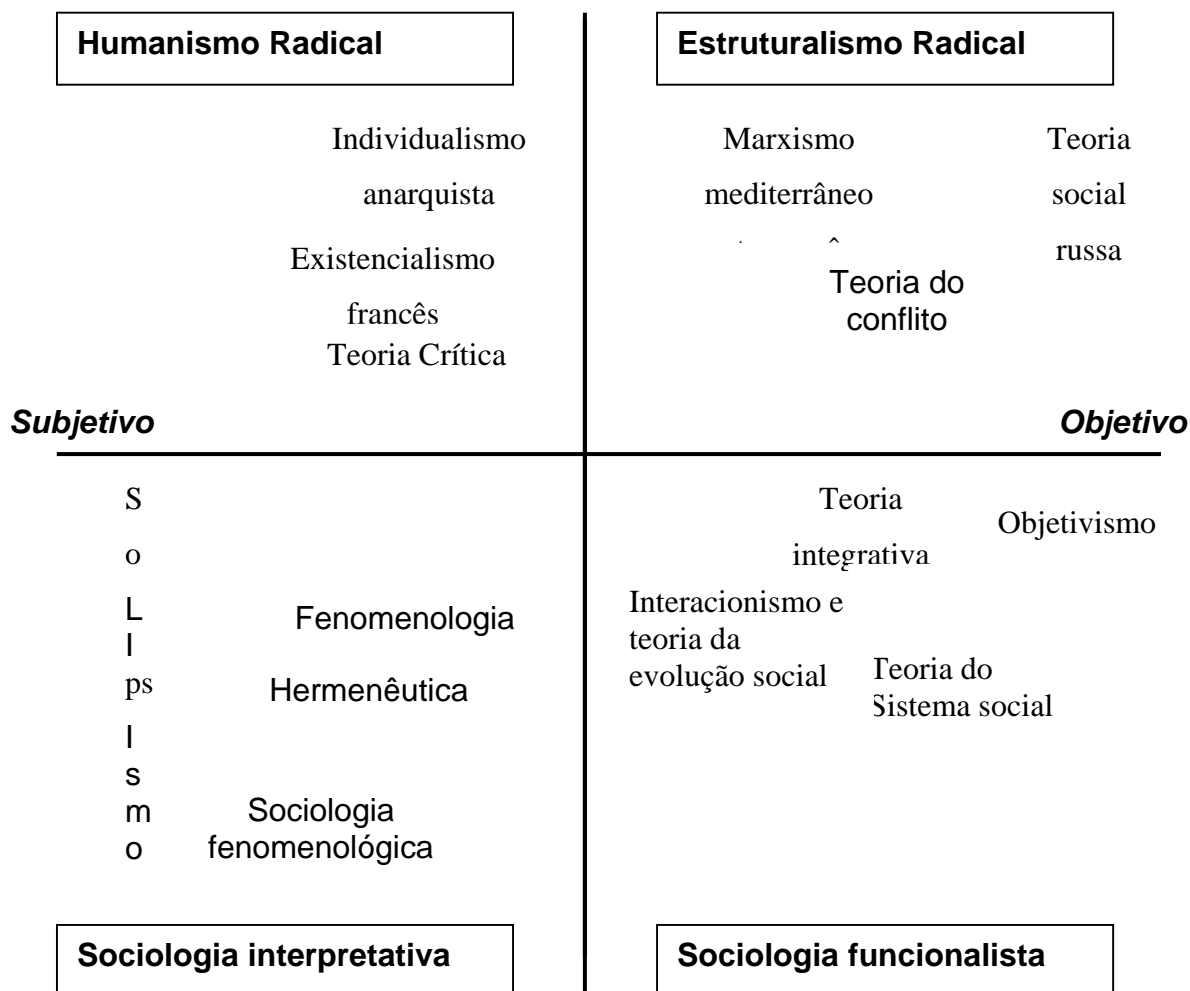 Humanismo Radical
Estruturalismo Radical
Individualismo
anarquista
Existencialismo
francês
Teoria Crítica
Marxismo
mediterrâneo
Teoria
social
russa
Teoria do
conflito
Subjetivo
Objetivo
S
o
L
I
ps
I
s
m
o
Fenomenologia
Hermenêutica
Sociologia
fenomenológica
Teoria
integrativa
Objetivismo
Interacionismo e
teoria da
evolução social
Teoria do
Sistema social
Sociologia interpretativa
Sociologia funcionalista